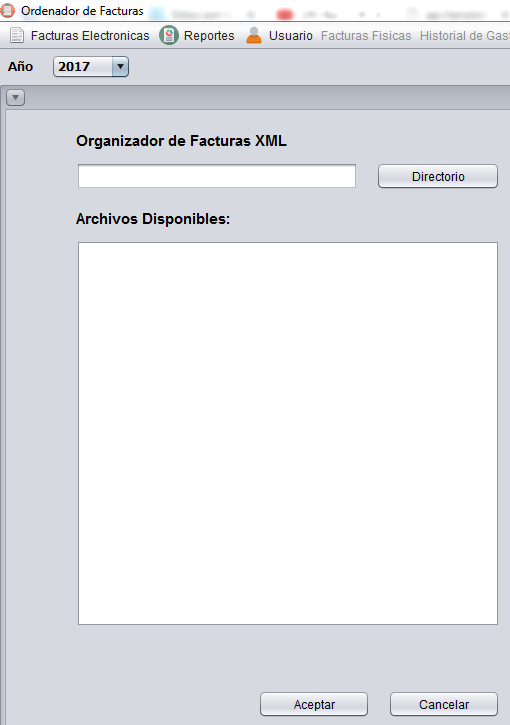 Ordenador de Facturas
Facturas Electronicas Reportes Usuario Facturas Fisicas Historial de Gas
Año 2017
Organizador de Facturas XML
Directorio
Archivos Disponibles:
Aceptar Cancelar